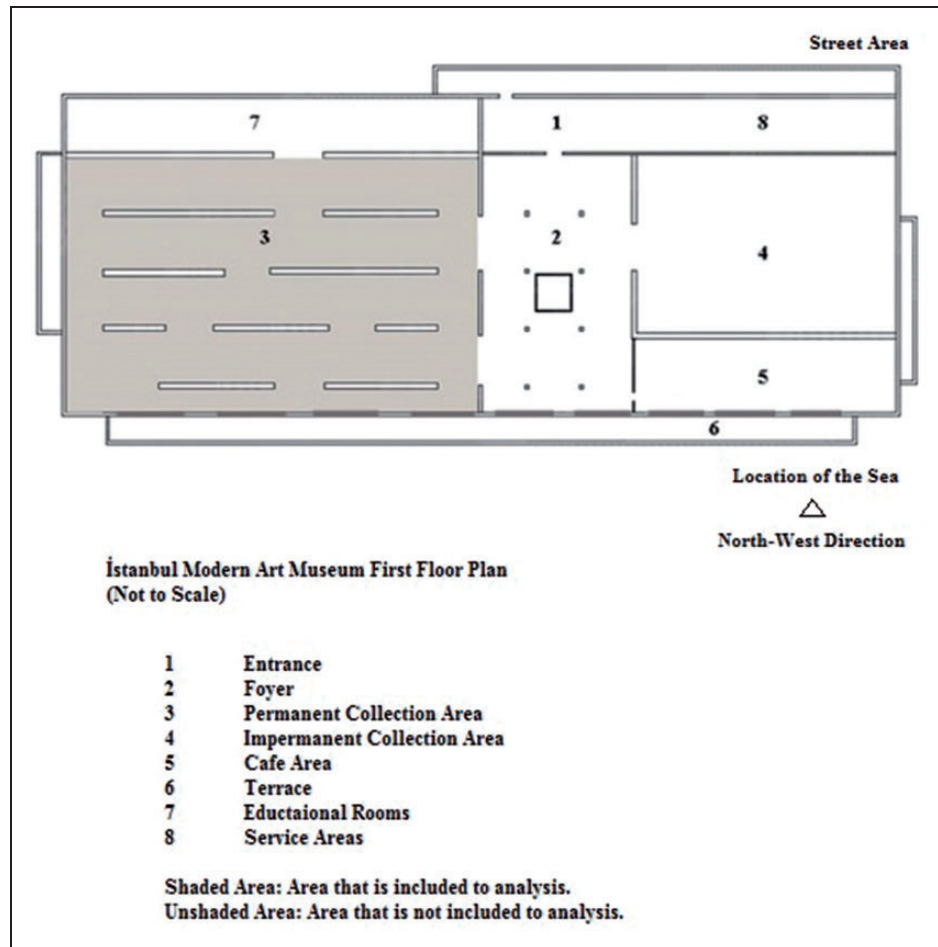 Street Area
7
1
8
3
2
4
5
6
Location of the Sea
North-West Direction
İstanbul Modern Art Museum First Floor Plan
(Not to Scale)
1 Entrance
2 Foyer
3 Permanent Collection Area
4 Impermanent Collection Area
5 Cafe Area
6 Terrace
7 Eductaional Rooms
8 Service Areas
Shaded Area: Area that is included to analysis.
Unshaded Area: Area that is not included to analysis.